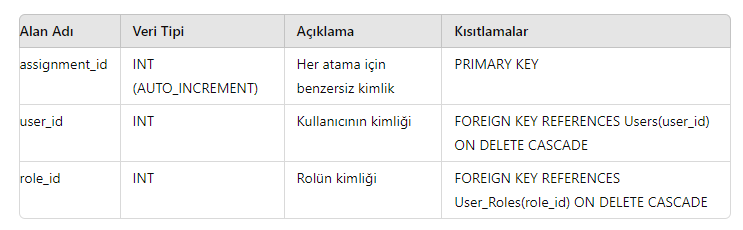 Alan Adı Veri Tipi Açıklama Kısıtlamalar
assignment_id INT Her atama için PRIMARY KEY
(AUTO_INCREMENT) benzersiz kimlik
user_id INT Kullanıcının kimliği FOREIGN KEY REFERENCES Users(user_id)
ON DELETE CASCADE
role_id INT Rolün kimliği FOREIGN KEY REFERENCES
User_Roles(role_id) ON DELETE CASCADE